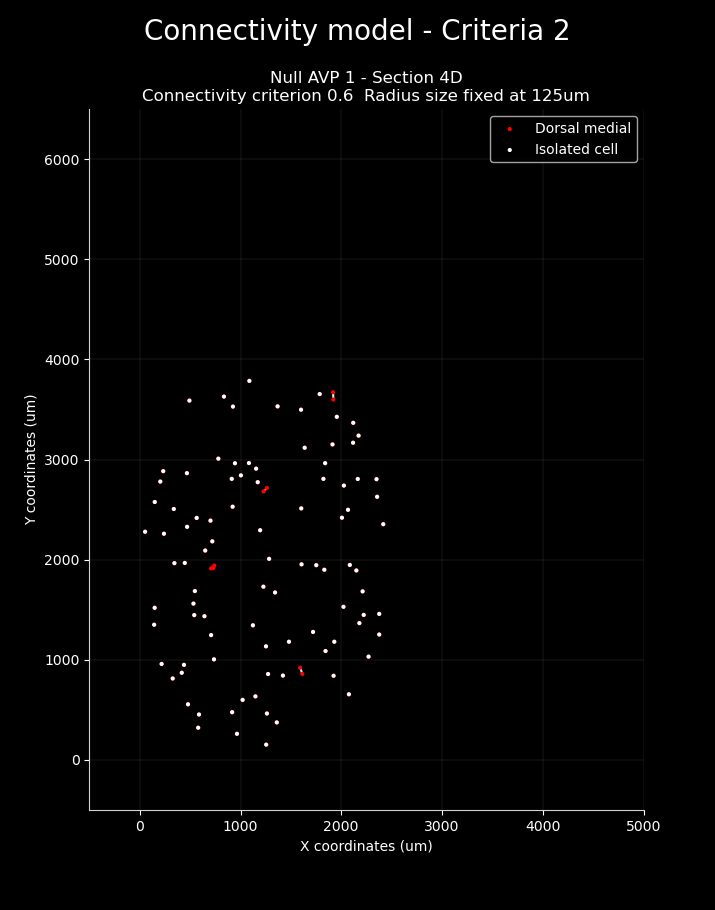 Connectivity model - Criteria 2
Null AVP 1 - Section 4D
Connectivity criterion 0.6  Radius size fixed at 125um
Dorsal medial
Isolated cell
6000
5000
4000
3000
2000
1000
0
Y coordinates (um)
0 1000 2000 3000 4000 5000
X coordinates (um)